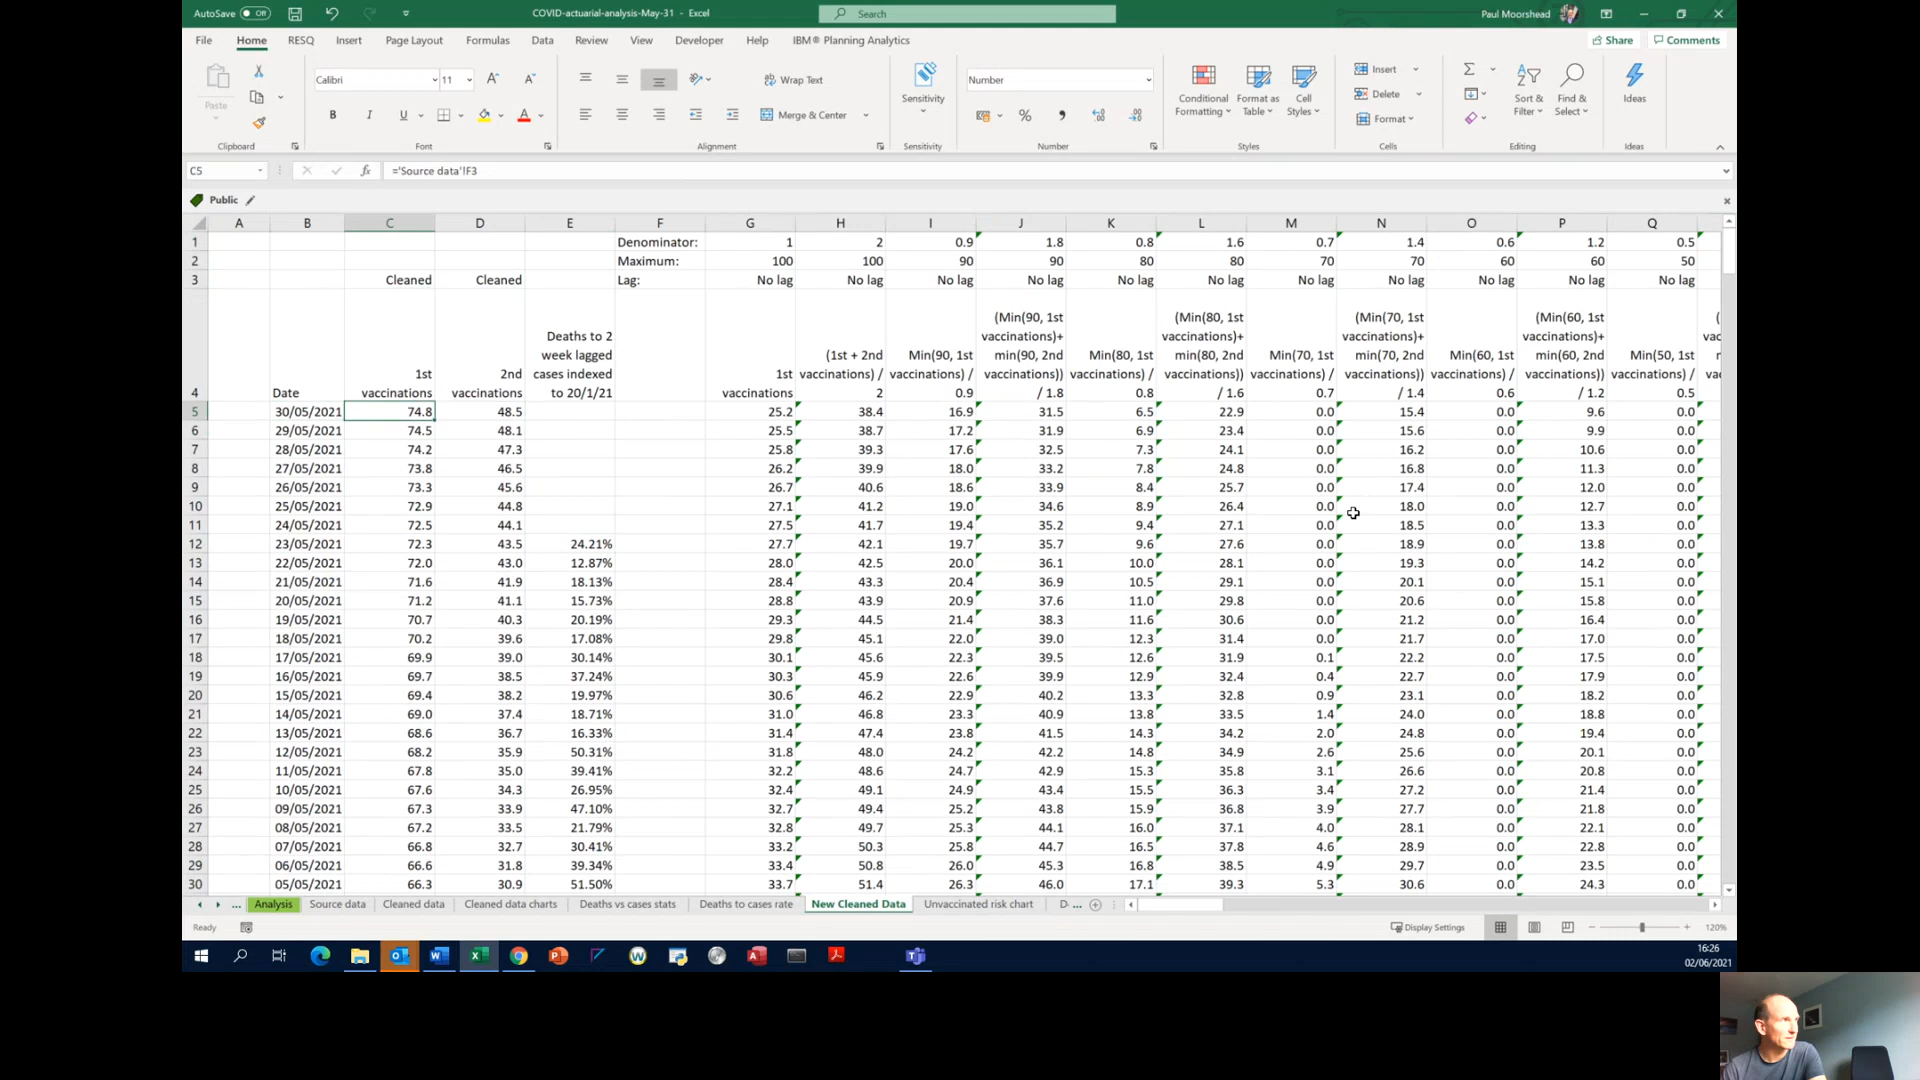 AutoSave Off COVID-actuarial-analysis-May-31 - Excel Search Paul Moorshead
File Home RESQ Insert Page Layout Formulas Data Review View Developer Help IBM® Planning Analytics Share Comments
Calibri 11 Wrap Text Number Insert
Paste Sensitivity Conditional Formatting Format as Table Cell Styles Delete Sort & Filter Find & Select Ideas
B I U Merge & Center % Format
Clipboard Font Alignment Sensitivity Number Styles Cells Editing Ideas
C5 fx ='Source data'!F3
Public
A B C D E F G H I J K L M N O P Q
1 Denominator: 1 2 0.9 1.8 0.8 1.6 0.7 1.4 0.6 1.2 0.5
2 Maximum: 100 100 90 90 80 80 70 70 60 60 50
3 Cleaned Cleaned Lag: No lag No lag No lag No lag No lag No lag No lag No lag No lag No lag No lag
4 Date 1st vaccinations 2nd vaccinations Deaths to 2 week lagged cases indexed to 20/1/21 1st vaccinations (1st + 2nd vaccinations) / 2 Min(90, 1st vaccinations) / 0.9 (Min(90, 1st vaccinations)+ min(90, 2nd vaccinations)) / 1.8 Min(80, 1st vaccinations) / 0.8 (Min(80, 1st vaccinations)+ min(80, 2nd vaccinations)) / 1.6 Min(70, 1st vaccinations) / 0.7 (Min(70, 1st vaccinations)+ min(70, 2nd vaccinations)) / 1.4 Min(60, 1st vaccinations) / 0.6 (Min(60, 1st vaccinations)+ min(60, 2nd vaccinations)) / 1.2 Min(50, 1st vaccinations) / 0.5
5 30/05/2021 74.8 48.5 25.2 38.4 16.9 31.5 6.5 22.9 0.0 15.4 0.0 9.6 0.0
6 29/05/2021 74.5 48.1 25.5 38.7 17.2 31.9 6.9 23.4 0.0 15.6 0.0 9.9 0.0
7 28/05/2021 74.2 47.3 25.8 39.3 17.6 32.5 7.3 24.1 0.0 16.2 0.0 10.6 0.0
8 27/05/2021 73.8 46.5 26.2 39.9 18.0 33.2 7.8 24.8 0.0 16.8 0.0 11.3 0.0
9 26/05/2021 73.3 45.6 26.7 40.6 18.6 33.9 8.4 25.7 0.0 17.4 0.0 12.0 0.0
10 25/05/2021 72.9 44.8 27.1 41.2 19.0 34.6 8.9 26.4 0.0 18.0 0.0 12.7 0.0
11 24/05/2021 72.5 44.1 27.5 41.7 19.4 35.2 9.4 27.1 0.0 18.5 0.0 13.3 0.0
12 23/05/2021 72.3 43.5 24.21% 27.7 42.1 19.7 35.7 9.6 27.6 0.0 18.9 0.0 13.8 0.0
13 22/05/2021 72.0 43.0 12.87% 28.0 42.5 20.0 36.1 10.0 28.1 0.0 19.3 0.0 14.2 0.0
14 21/05/2021 71.6 41.9 18.13% 28.4 43.3 20.4 36.9 10.5 29.1 0.0 20.1 0.0 15.1 0.0
15 20/05/2021 71.2 41.1 15.73% 28.8 43.9 20.9 37.6 11.0 29.8 0.0 20.6 0.0 15.8 0.0
16 19/05/2021 70.7 40.3 20.19% 29.3 44.5 21.4 38.3 11.6 30.6 0.0 21.2 0.0 16.4 0.0
17 18/05/2021 70.2 39.6 17.08% 29.8 45.1 22.0 39.0 12.3 31.4 0.0 21.7 0.0 17.0 0.0
18 17/05/2021 69.9 39.0 30.14% 30.1 45.6 22.3 39.5 12.6 31.9 0.1 22.2 0.0 17.5 0.0
19 16/05/2021 69.7 38.5 37.24% 30.3 45.9 22.6 39.9 12.9 32.4 0.4 22.7 0.0 17.9 0.0
20 15/05/2021 69.4 38.2 19.97% 30.6 46.2 22.9 40.2 13.3 32.8 0.9 23.1 0.0 18.2 0.0
21 14/05/2021 69.0 37.4 18.71% 31.0 46.8 23.3 40.9 13.8 33.5 1.4 24.0 0.0 18.8 0.0
22 13/05/2021 68.6 36.7 16.33% 31.4 47.4 23.8 41.5 14.3 34.2 2.0 24.8 0.0 19.4 0.0
23 12/05/2021 68.2 35.9 50.31% 31.8 48.0 24.2 42.2 14.8 34.9 2.6 25.6 0.0 20.1 0.0
24 11/05/2021 67.8 35.0 39.41% 32.2 48.6 24.7 42.9 15.3 35.8 3.1 26.6 0.0 20.8 0.0
25 10/05/2021 67.6 34.3 26.95% 32.4 49.1 24.9 43.4 15.5 36.3 3.4 27.2 0.0 21.4 0.0
26 09/05/2021 67.3 33.9 47.10% 32.7 49.4 25.2 43.8 15.9 36.8 3.9 27.7 0.0 21.8 0.0
27 08/05/2021 67.2 33.5 21.79% 32.8 49.7 25.3 44.1 16.0 37.1 4.0 28.1 0.0 22.1 0.0
28 07/05/2021 66.8 32.7 30.41% 33.2 50.3 25.8 44.7 16.5 37.8 4.6 28.9 0.0 22.8 0.0
29 06/05/2021 66.6 31.8 39.34% 33.4 50.8 26.0 45.3 16.8 38.5 4.9 29.7 0.0 23.5 0.0
30 05/05/2021 66.3 30.9 51.50% 33.7 51.4 26.3 46.0 17.1 39.3 5.3 30.6 0.0 24.3 0.0
... Analysis Source data Cleaned data Cleaned data charts Deaths vs cases stats Deaths to cases rate New Cleaned Data Unvaccinated risk chart D ...
Ready Display Settings 120%
16:26
02/06/2021